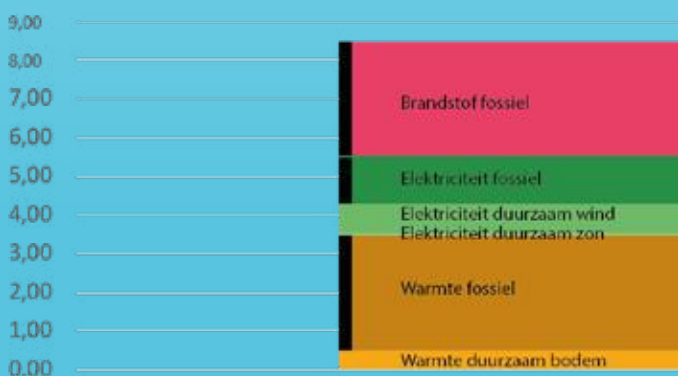 9,00
8,00
7,00
6,00
5,00
4,00
3,00
2,00
1,00
0,00
Brandstof fossiel
Elektriciteit fossiel
Elektriciteit duurzaam wind
Elektriciteit duurzaam zon
Warmte fossiel
Warmte duurzaam bodem